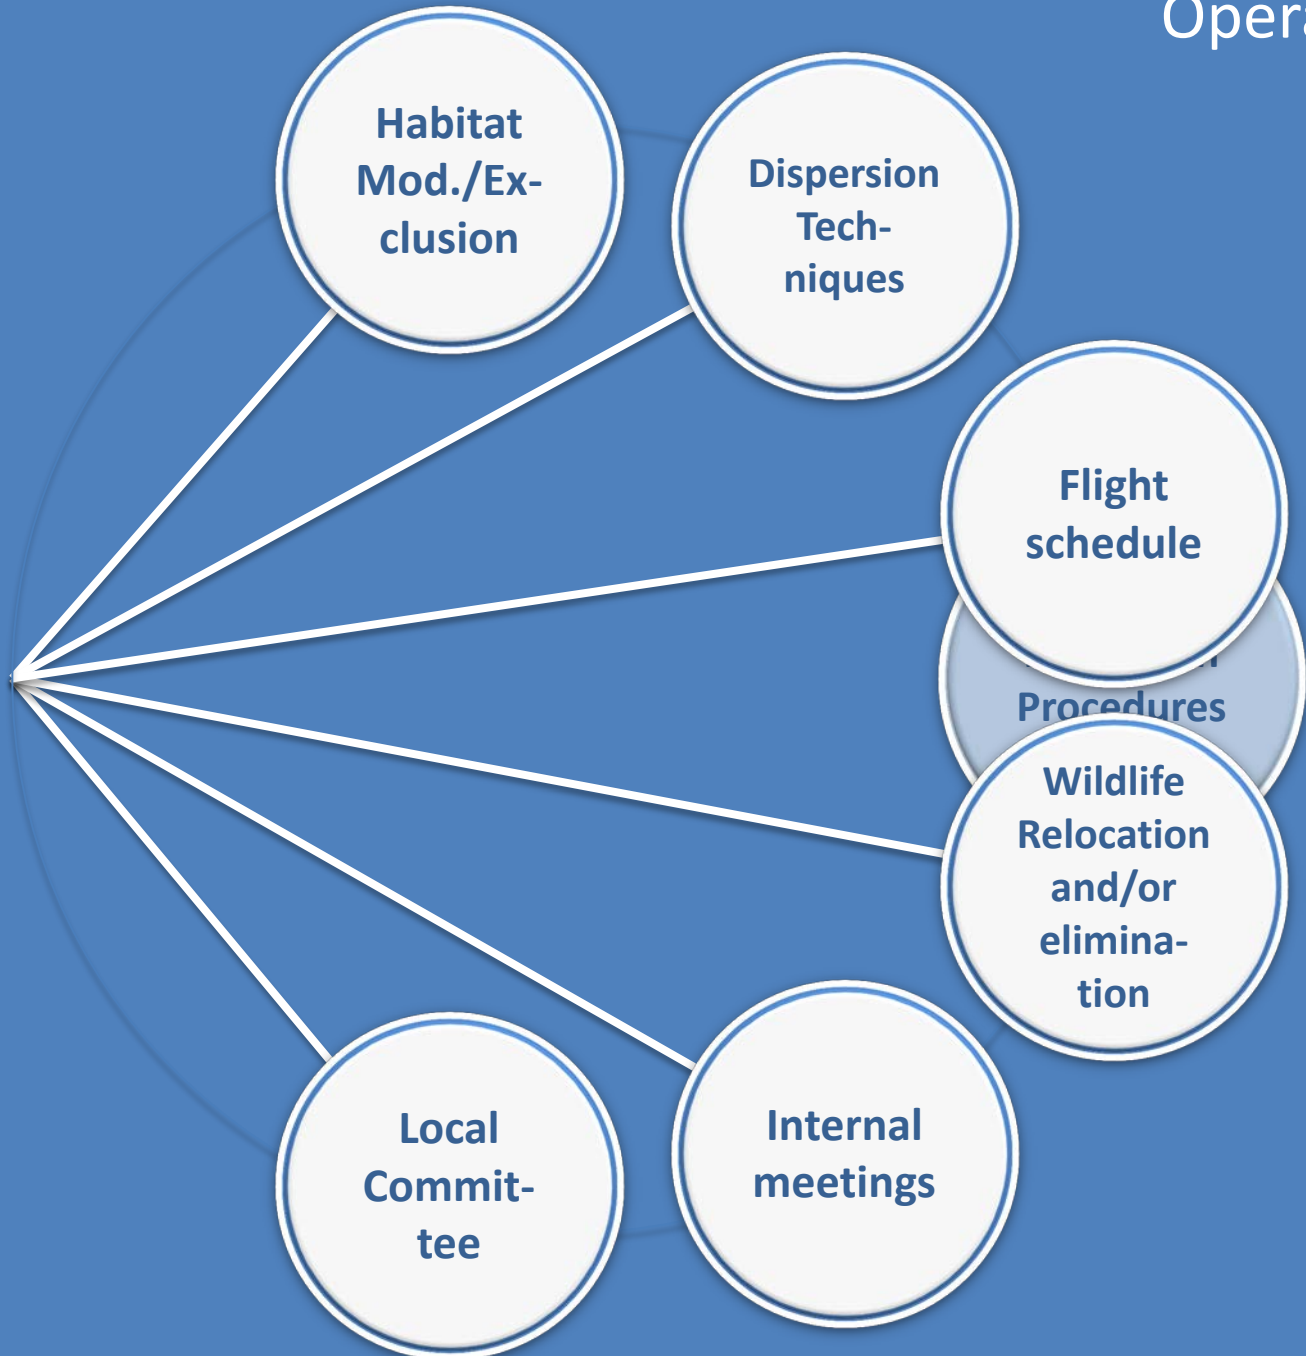 Opera
Habitat
Mod./Ex-
clusion
Dispersion
Tech-
niques
Flight
schedule
Procedures
Wildlife
Relocation
and/or
elimina-
tion
Internal
meetings
Local
Commit-
tee